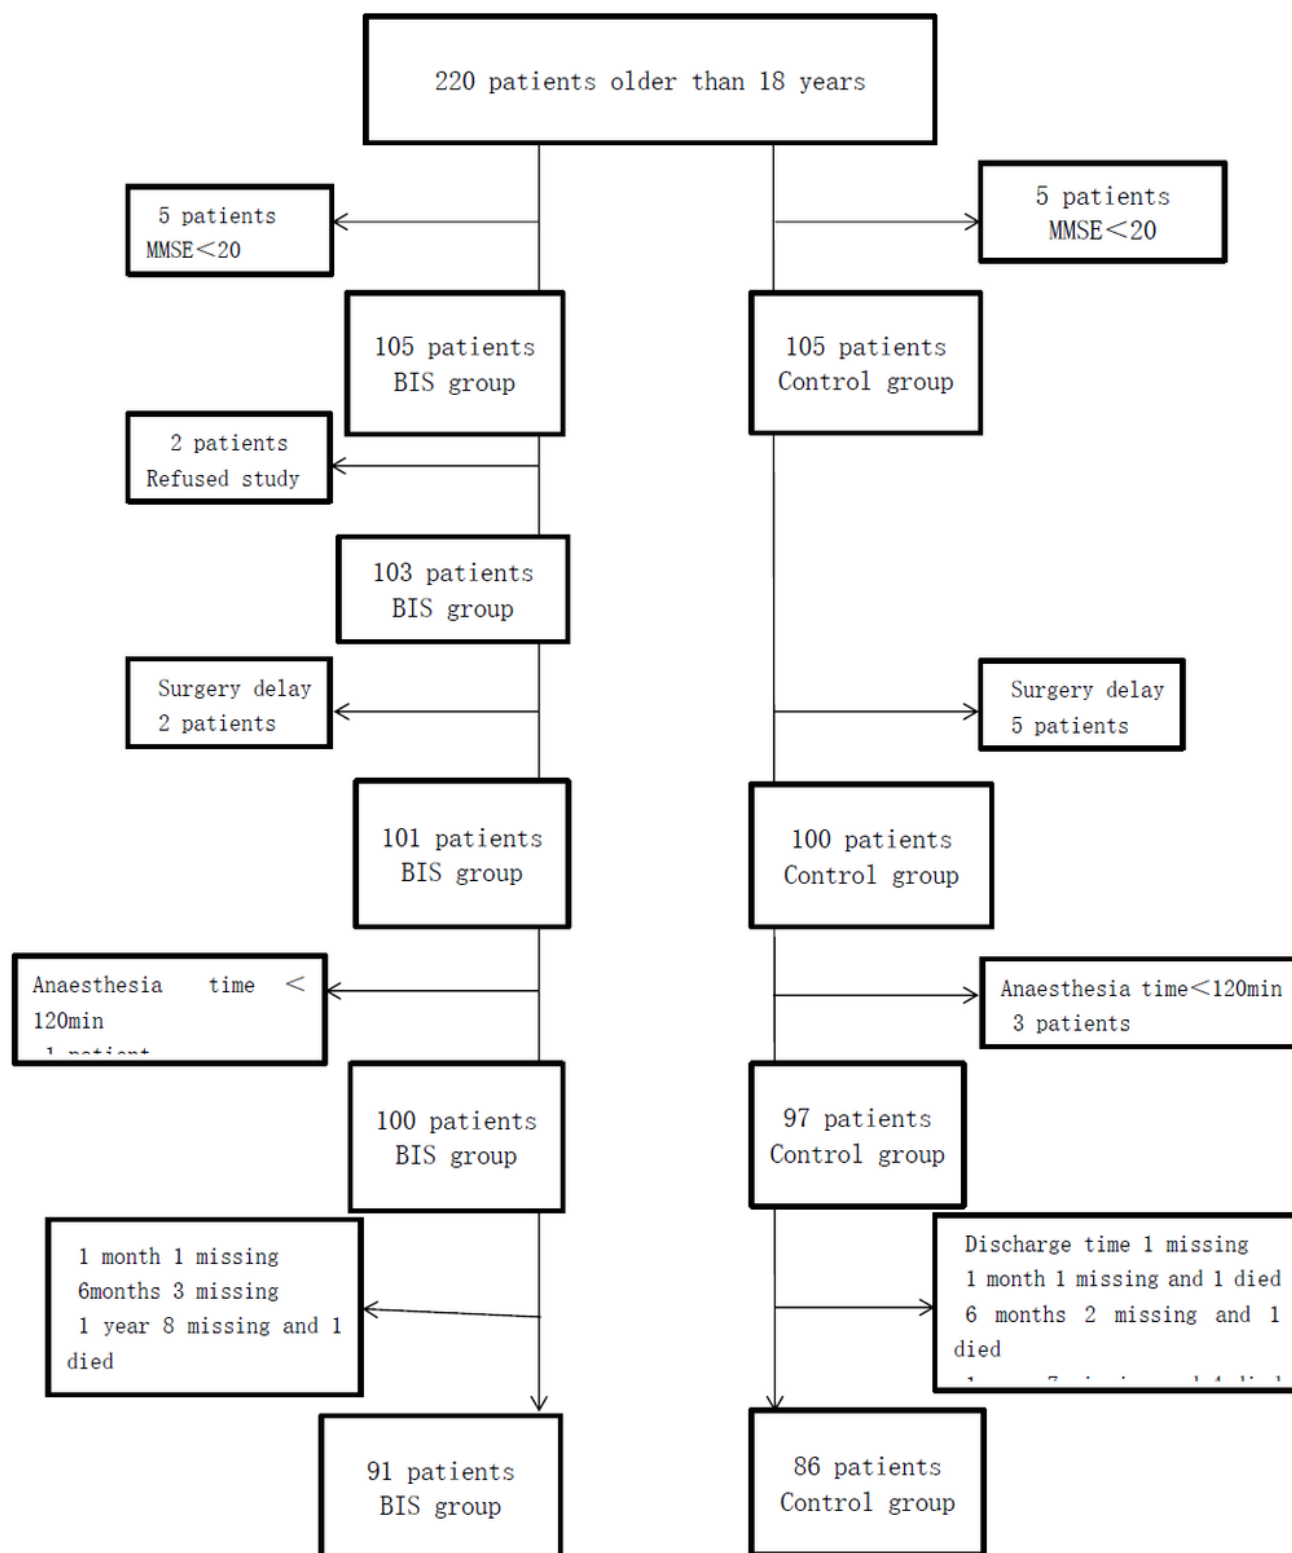 220 patients older than 18 years
5 patients
MMSE<20
5 patients
MMSE<20
105 patients
BIS group
105 patients
Control group
2 patients
Refused study
103 patients
BIS group
Surgery delay
2 patients
Surgery delay
5 patients
101 patients
BIS group
100 patients
Control group
Anaesthesia time <
120min
1 patient
Anaesthesia time<120min
3 patients
100 patients
BIS group
97 patients
Control group
1 month 1 missing
6months 3 missing
1 year 8 missing and 1
died
Discharge time 1 missing
1 month 1 missing and 1 died
6 months 2 missing and 1
died
91 patients
BIS group
86 patients
Control group